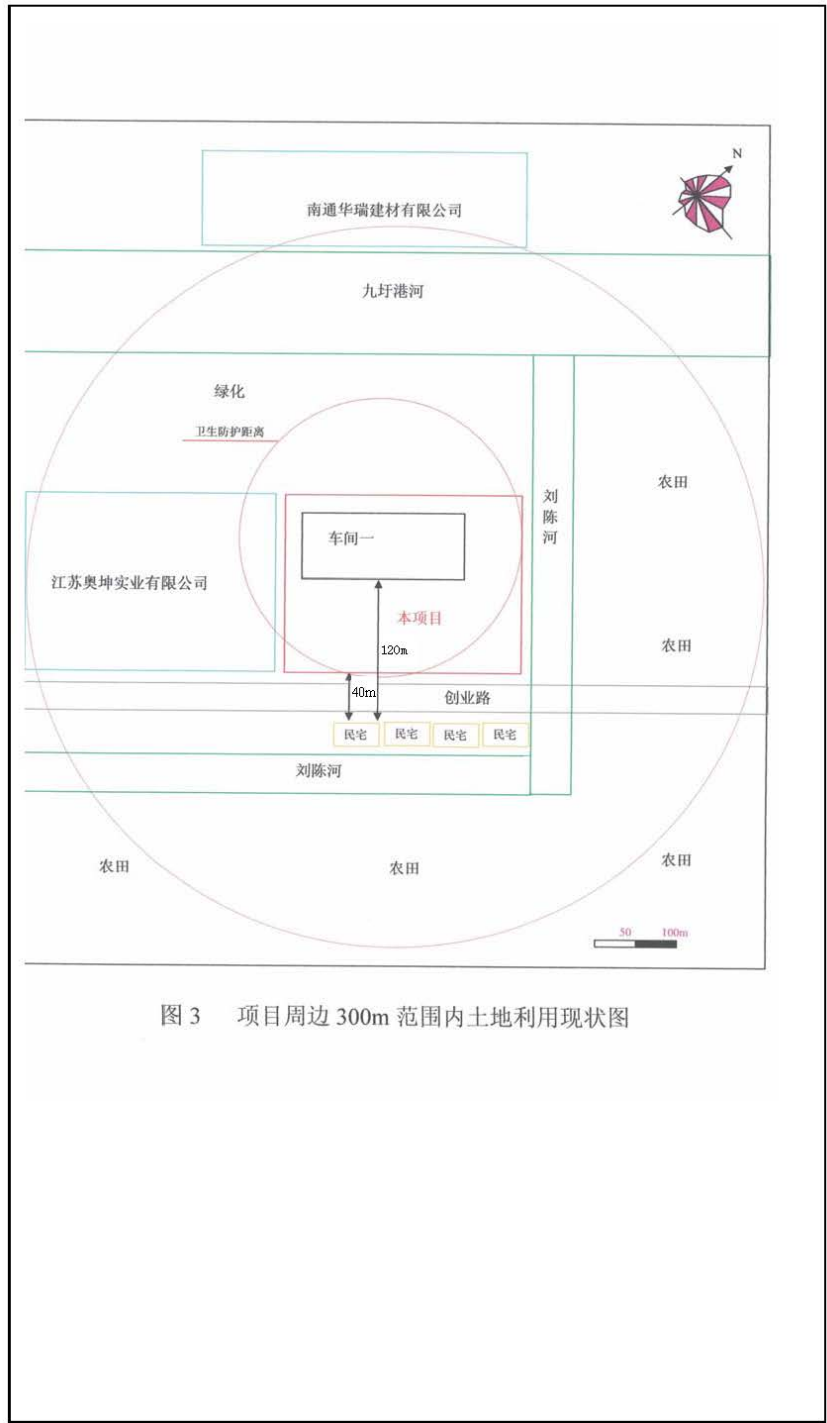 N
南通华瑞建材有限公司
九圩港河
绿化
卫生防护距离
农田
刘陈河
车间一
江苏奥坤实业有限公司
本项目
农田
120m
40m
创业路
民宅 民宅 民宅 民宅
刘陈河
农田
农田
农田
50 100m
图 3 项目周边 300m 范围内土地利用现状图